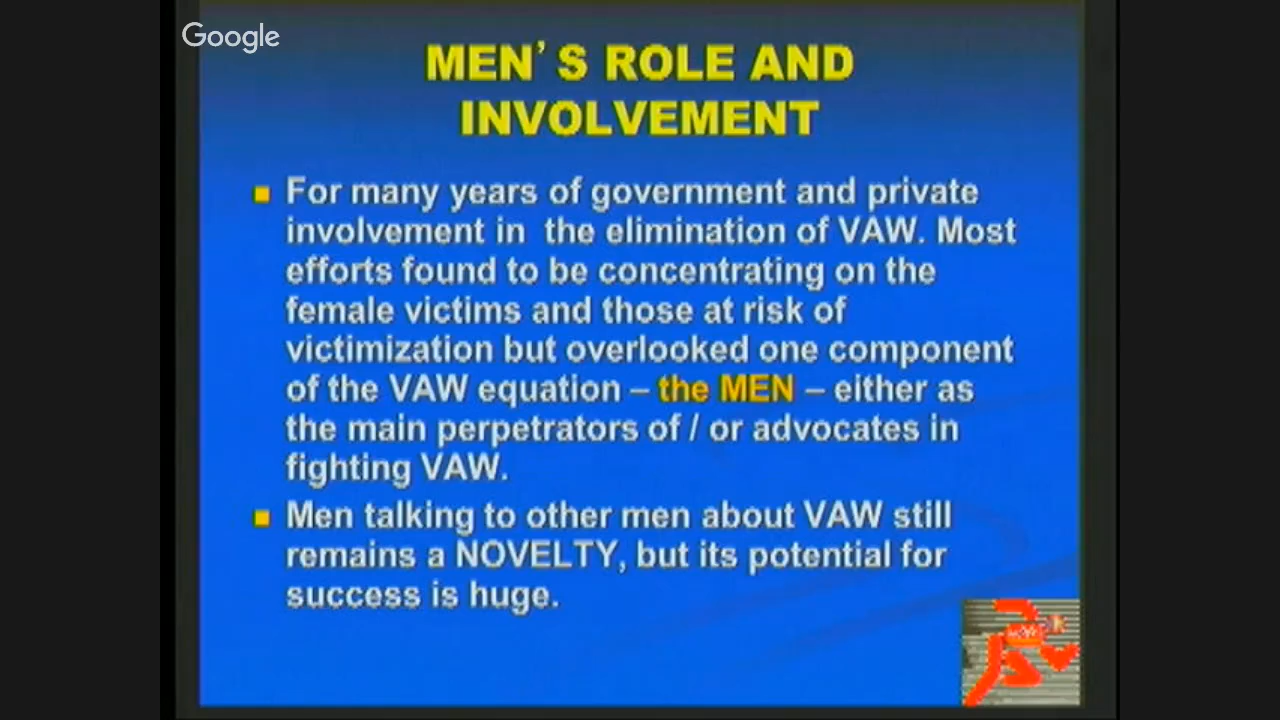 Google
MEN’S ROLE AND
INVOLVEMENT
For many years of government and private
involvement in the elimination of VAW. Most
efforts found to be concentrating on the
female victims and those at risk of
victimization but overlooked one component
of the VAW equation – the MEN – either as
the main perpetrators of / or advocates in
fighting VAW.
Men talking to other men about VAW still
remains a NOVELTY, but its potential for
success is huge.